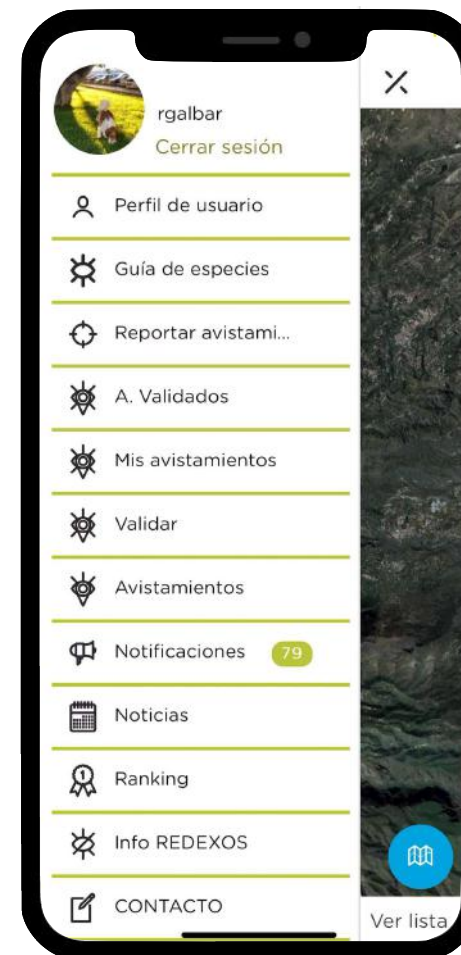 rgalbar
Cerrar sesión
Perfil de usuario
Guía de especies
Reportar avistami...
A. Validados
Mis avistamientos
Validar
Avistamientos
Notificaciones 79
Noticias
1
Ranking
Info REDEXOS
CONTACTO
Ver lista